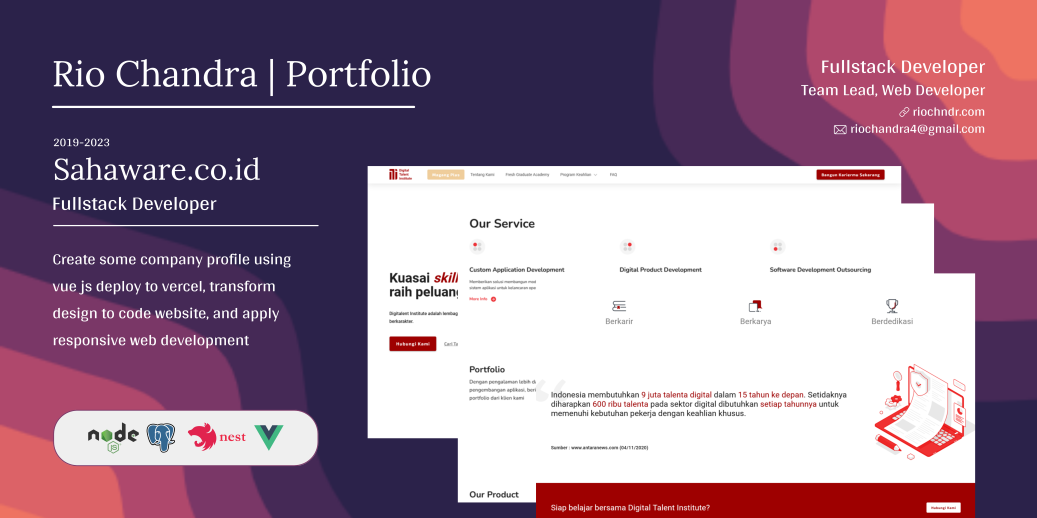 Rio Chandra | Portfolio
Fullstack Developer
Team Lead, Web Developer
riochndr.com
riochandra4@gmail.com
2019-2023
Sahaware.co.id
Fullstack Developer
Create some company profile using
vue js deploy to vercel, transform
design to code website, and apply
responsive web development
node
JS
nest
Digital
Talent
Institute
Magang Plus
Tentang Kami
Fresh Graduate Academy
Program Keahlian
FAQ
Bangun Kariermu Sekarang
Kuasai skill
raih peluang
Digitalent Institute adalah lembag
berkarakter.
Hubungi Kami
Our Service
Custom Application Development
Digital Product Development
Software Development Outsourcing
Memberikan solusi membangun
sistem aplikasi untuk kelancaran ope
More Info
Berkarir
Berkarya
Berdedikasi
Portfolio
Dengan pengalaman lebih da
pengembangan aplikasi, beri
portfolio dari klien kami
Our Product
Indonesia membutuhkan 9 juta talenta digital dalam 15 tahun ke depan. Setidaknya
diharapkan 600 ribu talenta pada sektor digital dibutuhkan setiap tahunnya untuk
memenuhi kebutuhan pekerja dengan keahlian khusus.
Sumber : www.antaranews.com (04/11/2020)
Siap belajar bersama Digital Talent Institute?
Hubungi Kami